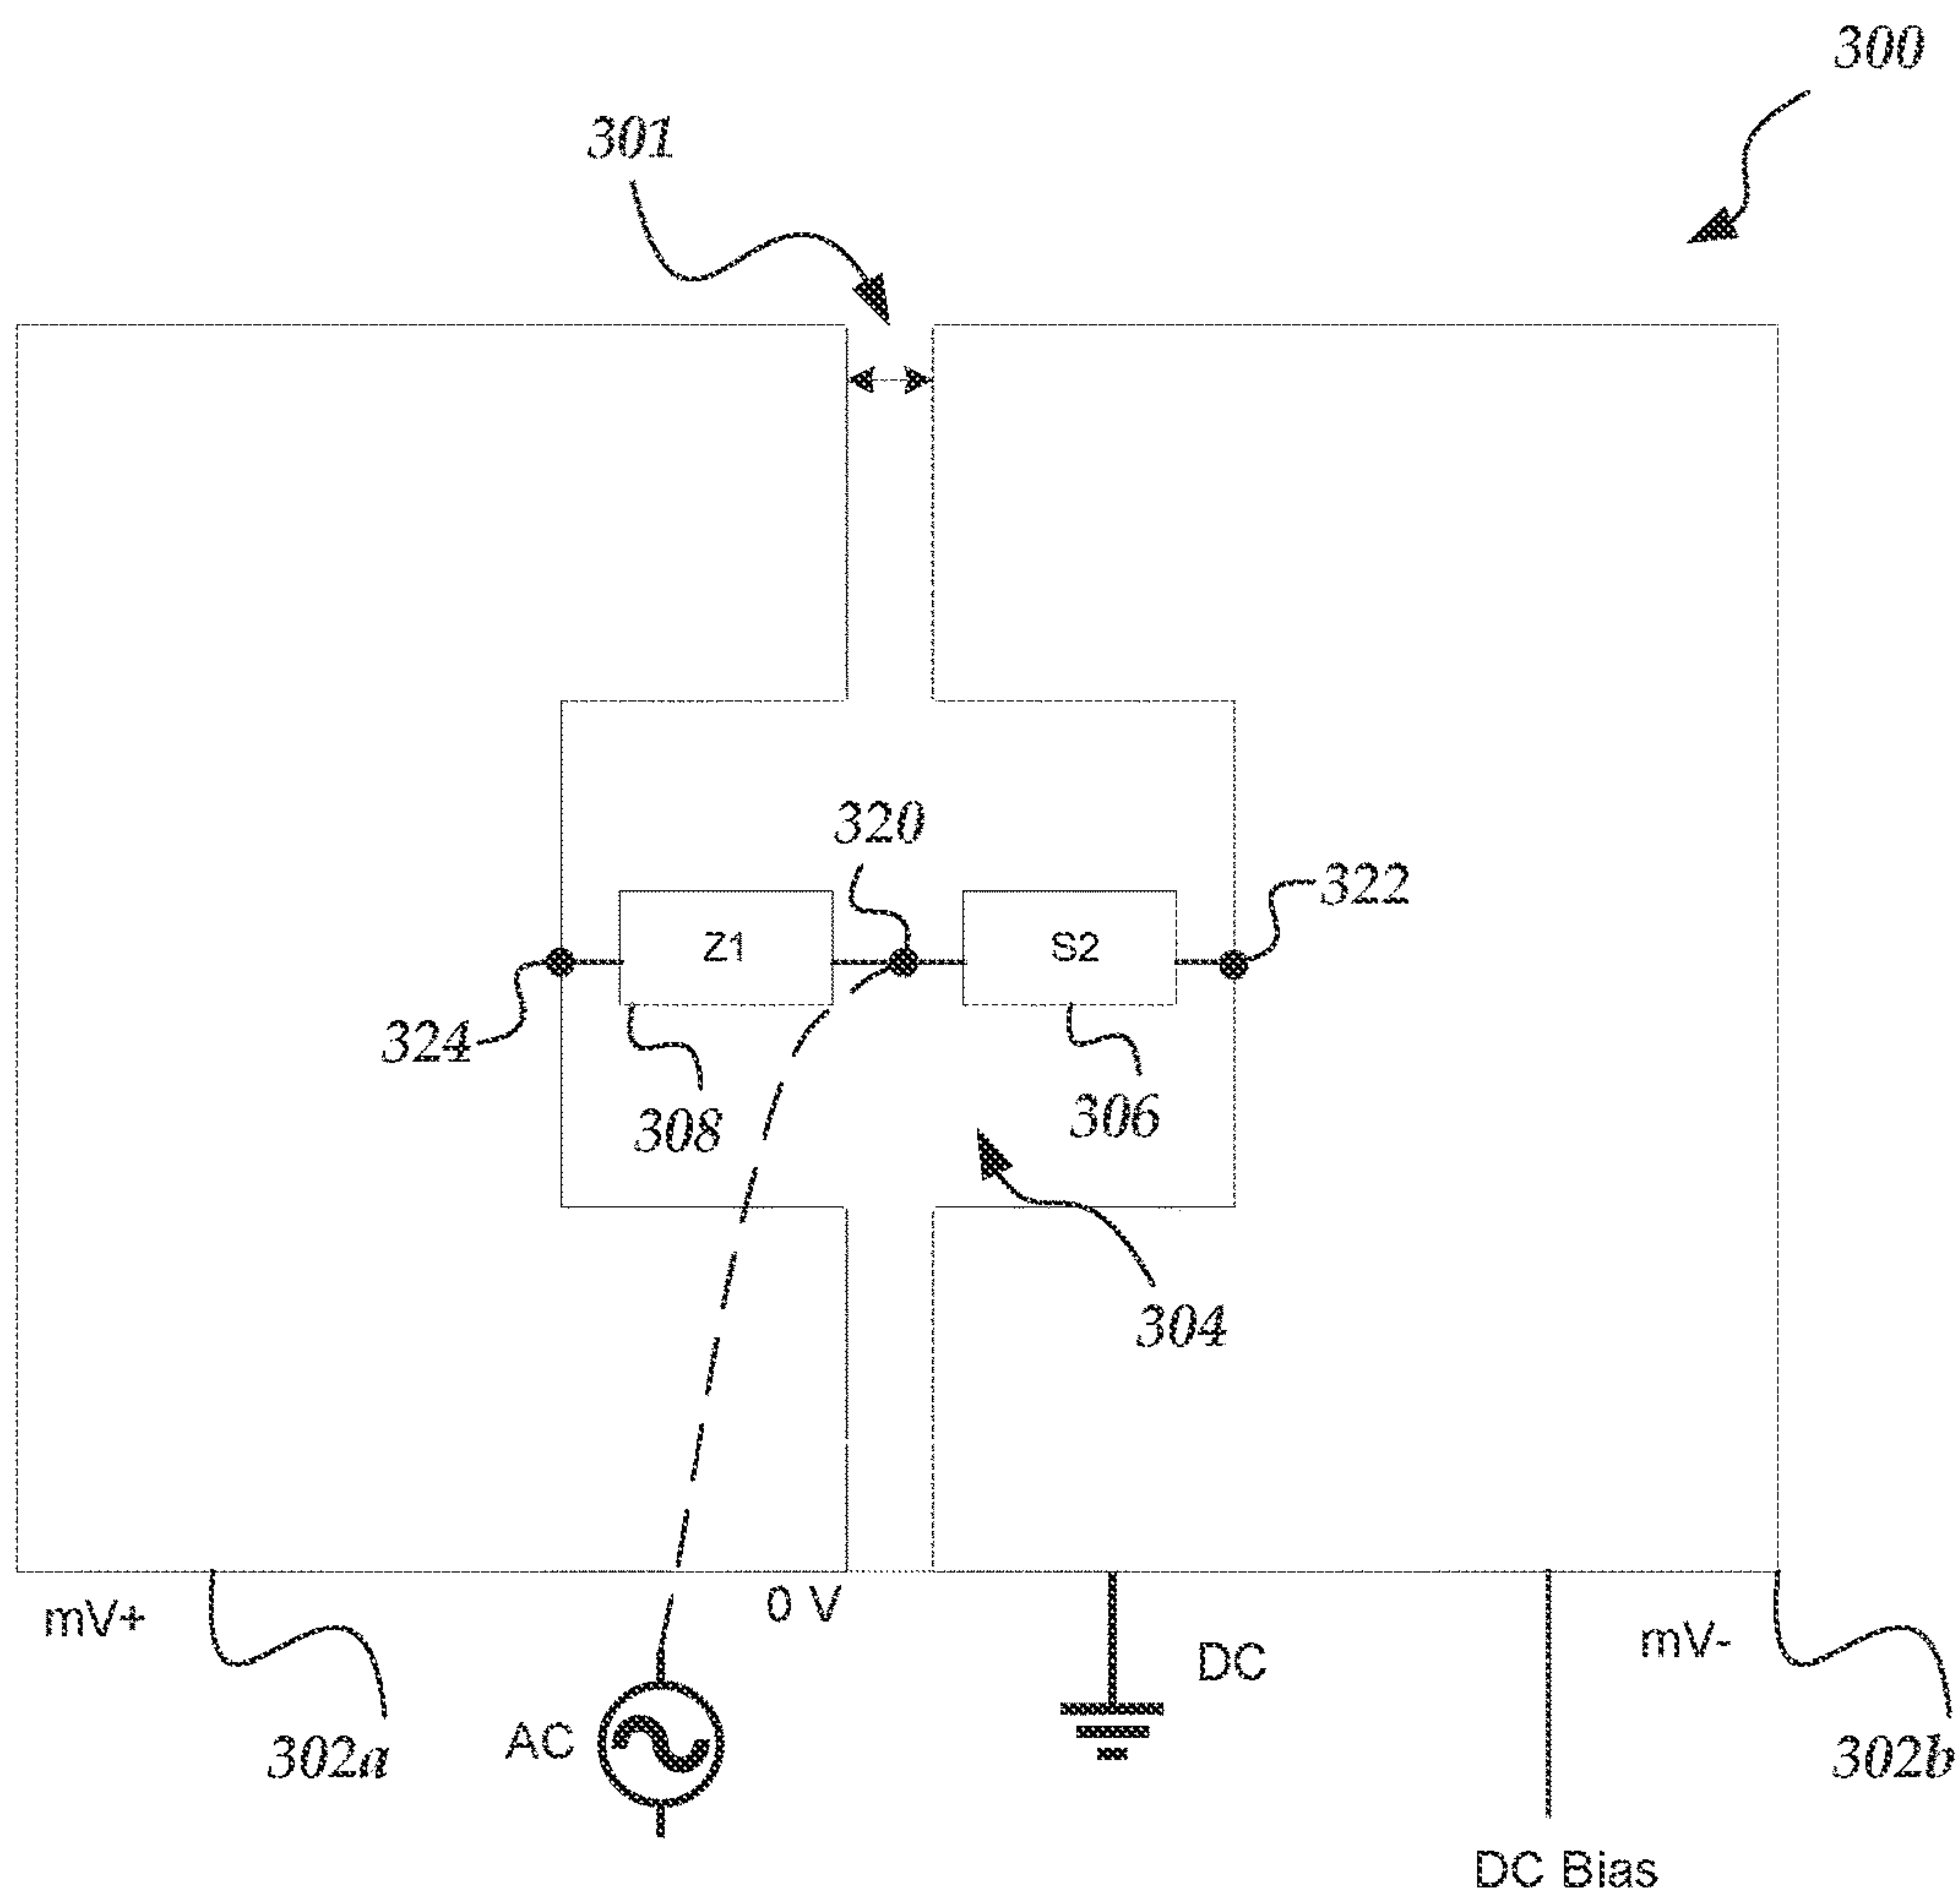 300
301
320
322
Z1
S2
324
308
306
304
mV+
0 V
DC
mV-
302a
AC
302b
DC Bias